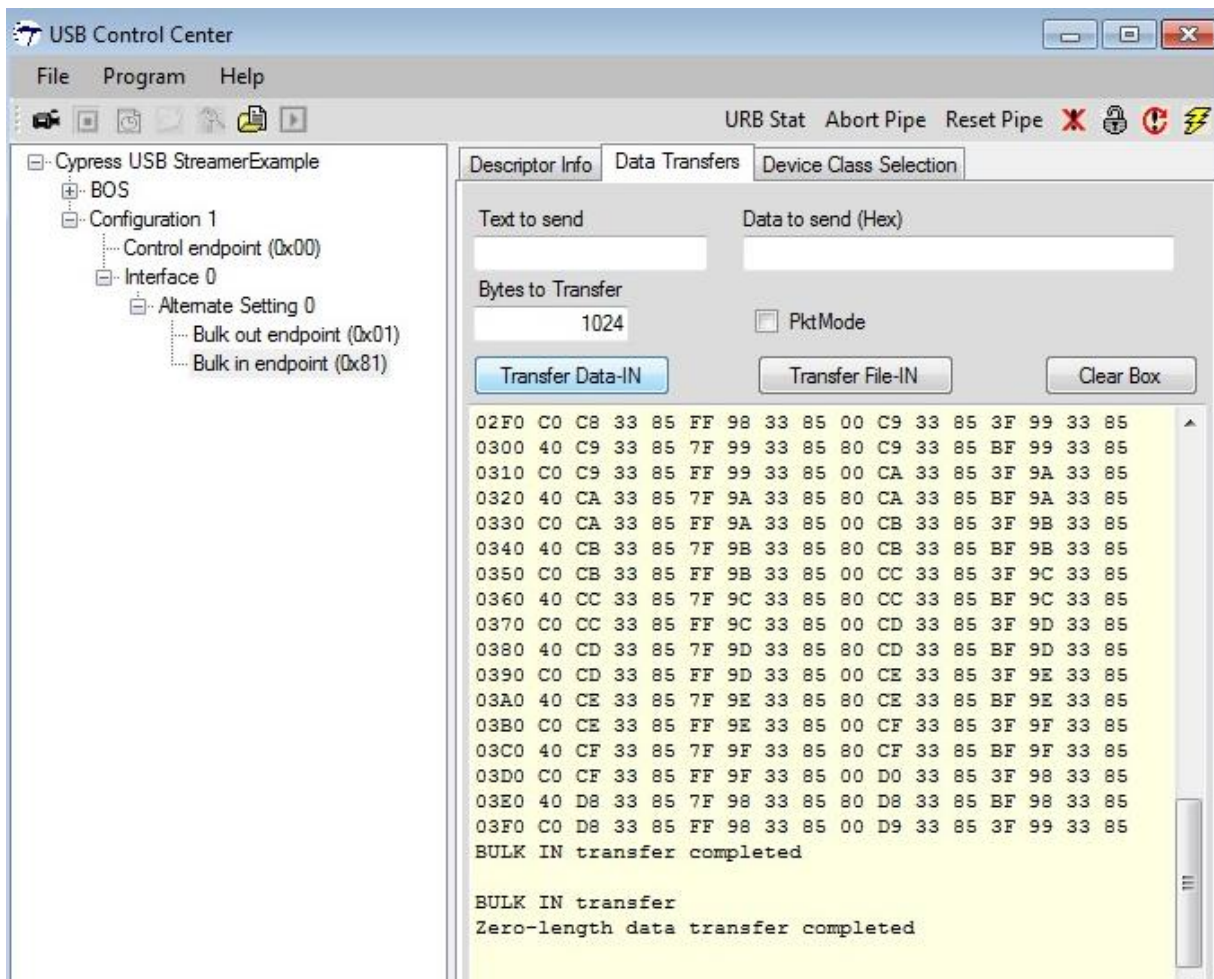 USB Control Center
File Program Help
URB Stat Abort Pipe Reset Pipe
Cypress USB StreamerExample
BOS
Configuration 1
Control endpoint (0x00)
Interface 0
Alternate Setting 0
Bulk out endpoint (0x01)
Bulk in endpoint (0x81)
Descriptor Info Data Transfers Device Class Selection
Text to send Data to send (Hex)
Bytes to Transfer
1024 PktMode
Transfer Data-IN Transfer File-IN Clear Box
02F0 C0 C8 33 85 FF 98 33 85 00 C9 33 85 3F 99 33 85
0300 40 C9 33 85 7F 99 33 85 80 C9 33 85 BF 99 33 85
0310 C0 C9 33 85 FF 99 33 85 00 CA 33 85 3F 9A 33 85
0320 40 CA 33 85 7F 9A 33 85 80 CA 33 85 BF 9A 33 85
0330 C0 CA 33 85 FF 9A 33 85 00 CB 33 85 3F 9B 33 85
0340 40 CB 33 85 7F 9B 33 85 80 CB 33 85 BF 9B 33 85
0350 C0 CB 33 85 FF 9B 33 85 00 CC 33 85 3F 9C 33 85
0360 40 CC 33 85 7F 9C 33 85 80 CC 33 85 BF 9C 33 85
0370 C0 CC 33 85 FF 9C 33 85 00 CD 33 85 3F 9D 33 85
0380 40 CD 33 85 7F 9D 33 85 80 CD 33 85 BF 9D 33 85
0390 C0 CD 33 85 FF 9D 33 85 00 CE 33 85 3F 9E 33 85
03A0 40 CE 33 85 7F 9E 33 85 80 CE 33 85 BF 9E 33 85
03B0 C0 CE 33 85 FF 9E 33 85 00 CF 33 85 3F 9F 33 85
03C0 40 CF 33 85 7F 9F 33 85 80 CF 33 85 BF 9F 33 85
03D0 C0 CF 33 85 FF 9F 33 85 00 D0 33 85 3F 98 33 85
03E0 40 D8 33 85 7F 98 33 85 80 D8 33 85 BF 98 33 85
03F0 C0 D8 33 85 FF 98 33 85 00 D9 33 85 3F 99 33 85
BULK IN transfer completed
BULK IN transfer
Zero-length data transfer completed